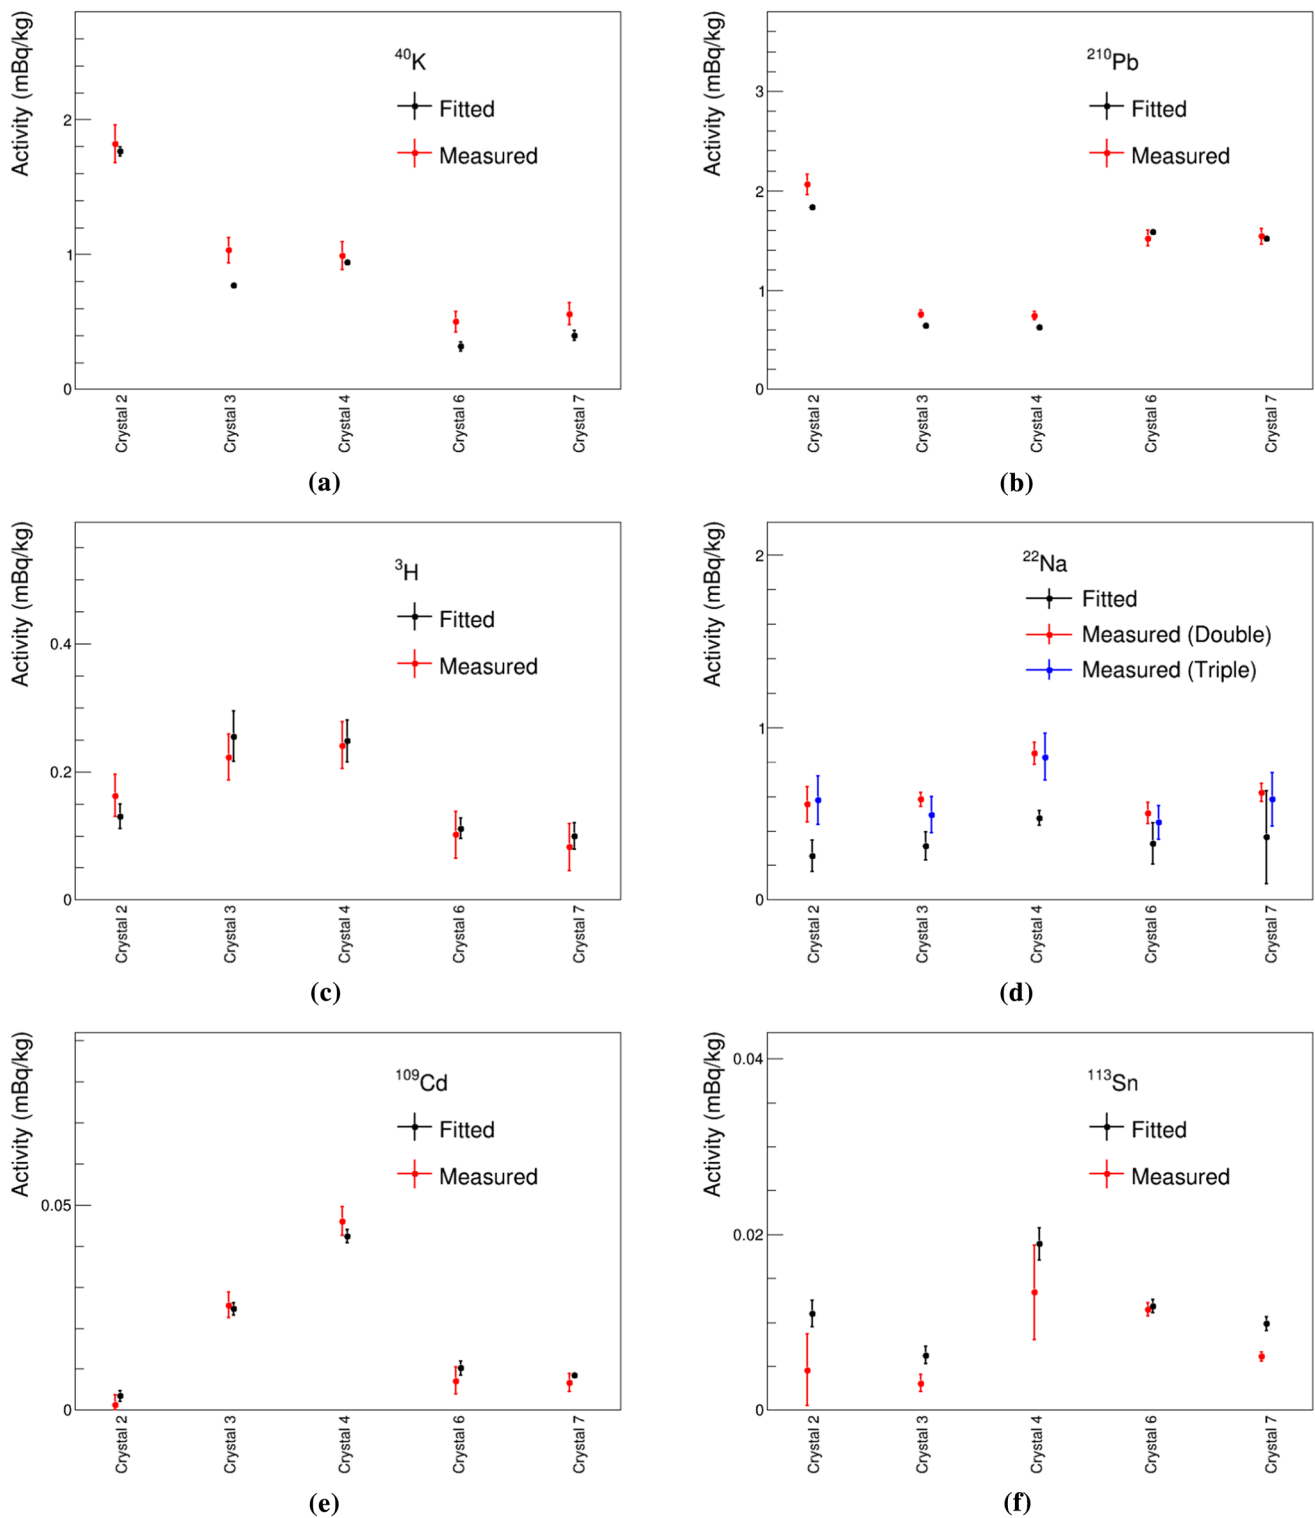 Activity (mBq/kg)
⁴⁰K
Fitted
Measured
2
1
0
Crystal 2
Crystal 3
Crystal 4
Crystal 6
Crystal 7
(a)
Activity (mBq/kg)
²¹⁰Pb
Fitted
Measured
3
2
1
0
Crystal 2
Crystal 3
Crystal 4
Crystal 6
Crystal 7
(b)
Activity (mBq/kg)
³H
Fitted
Measured
0.4
0.2
0
Crystal 2
Crystal 3
Crystal 4
Crystal 6
Crystal 7
(c)
Activity (mBq/kg)
²²Na
Fitted
Measured (Double)
Measured (Triple)
2
1
0
Crystal 2
Crystal 3
Crystal 4
Crystal 6
Crystal 7
(d)
Activity (mBq/kg)
¹⁰⁹Cd
Fitted
Measured
0.05
0
Crystal 2
Crystal 3
Crystal 4
Crystal 6
Crystal 7
(e)
Activity (mBq/kg)
¹¹³Sn
Fitted
Measured
0.04
0.02
0
Crystal 2
Crystal 3
Crystal 4
Crystal 6
Crystal 7
(f)